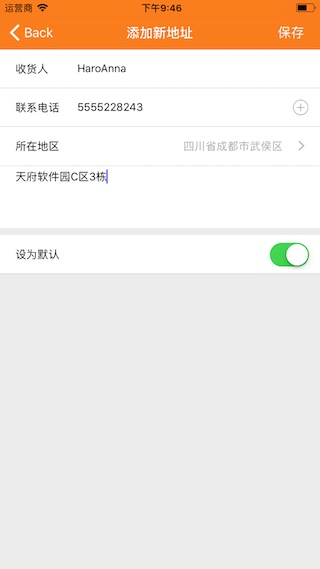 运营商 下午9:46
Back 添加新地址 保存
收货人 HaroAnna
联系电话 5555228243
所在地区 四川省成都市武侯区
天府软件园C区3栋
设为默认